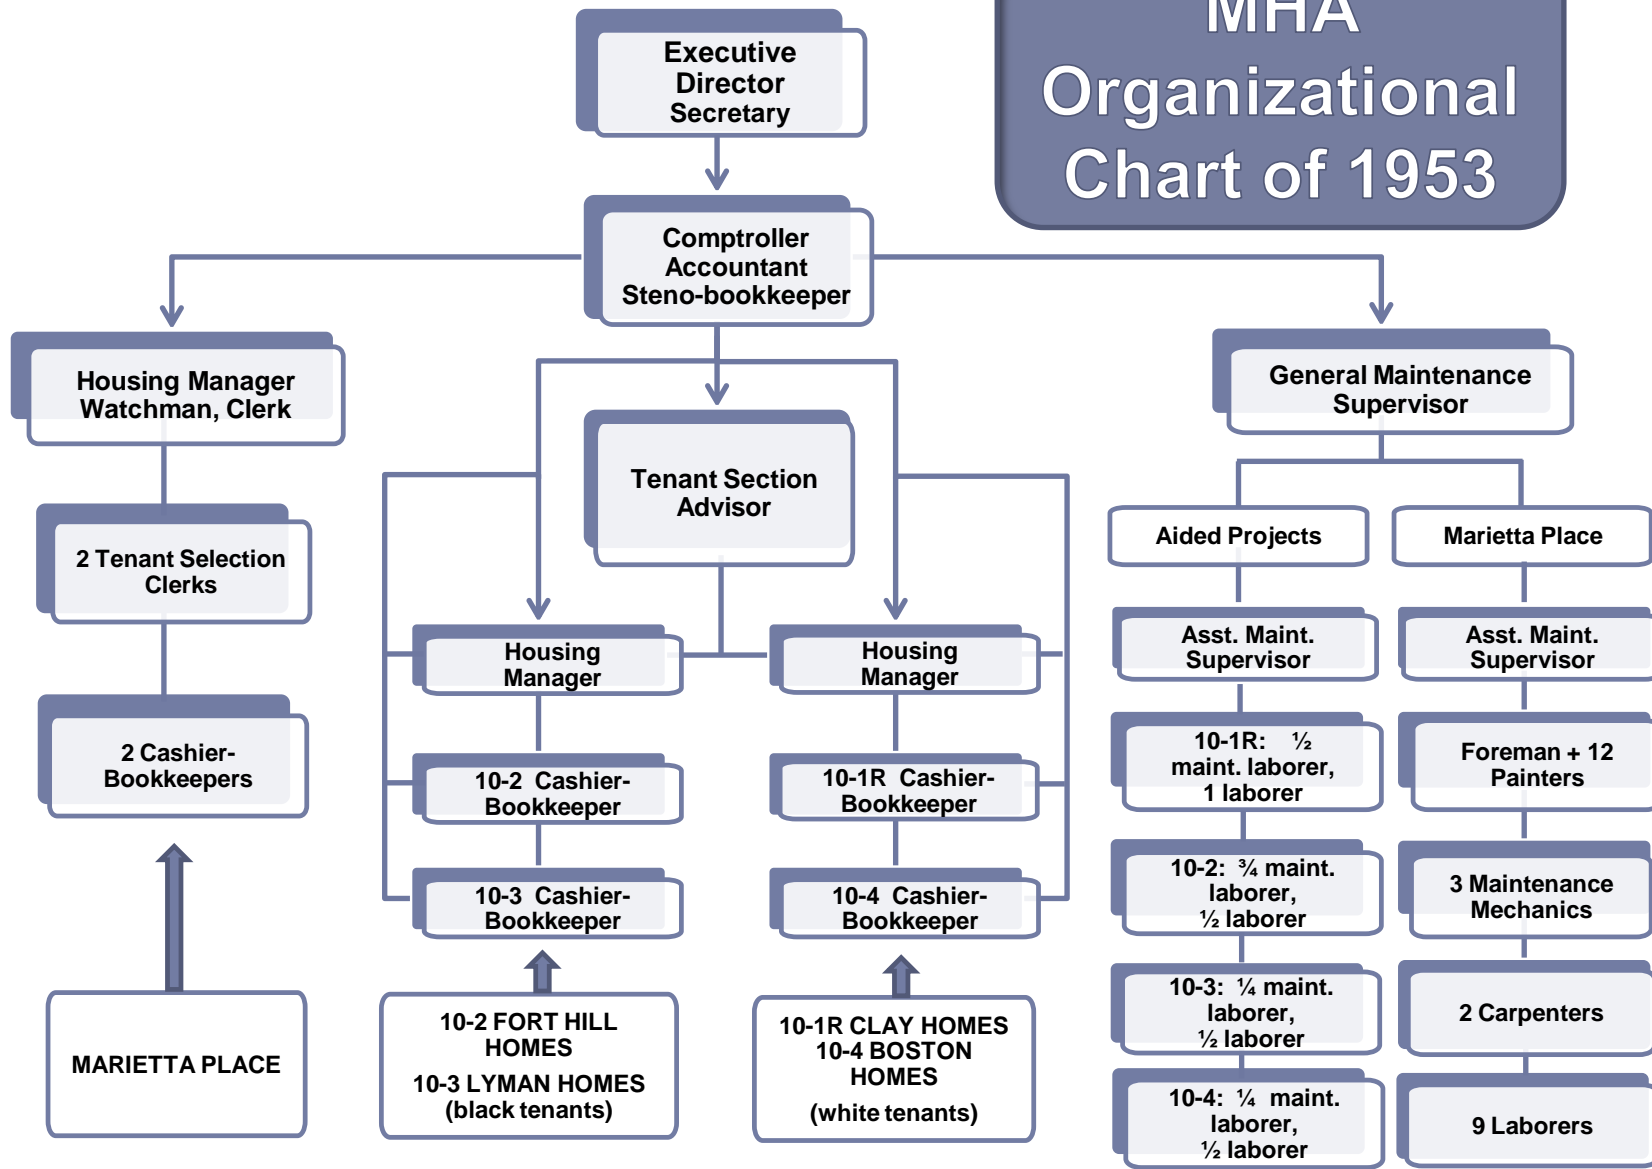 MHA
Organizational
Chart of 1953
Executive
Director
Secretary
Comptroller
Accountant
Steno-bookkeeper
Housing Manager
Watchman, Clerk
2 Tenant Selection
Clerks
2 Cashier-
Bookkeepers
MARIETTA PLACE
Tenant Section
Advisor
Housing
Manager
10-2 Cashier-
Bookkeeper
10-3 Cashier-
Bookkeeper
10-2 FORT HILL
HOMES
10-3 LYMAN HOMES
(black tenants)
Housing
Manager
10-1R Cashier-
Bookkeeper
10-4 Cashier-
Bookkeeper
10-1R CLAY HOMES
10-4 BOSTON
HOMES
(white tenants)
General Maintenance
Supervisor
Aided Projects
Asst. Maint.
Supervisor
10-1R: ½
maint. laborer,
1 laborer
10-2: ¾ maint.
laborer,
½ laborer
10-3: ¼ maint.
laborer,
½ laborer
10-4: ¼ maint.
laborer,
½ laborer
Marietta Place
Asst. Maint.
Supervisor
Foreman + 12
Painters
3 Maintenance
Mechanics
2 Carpenters
9 Laborers